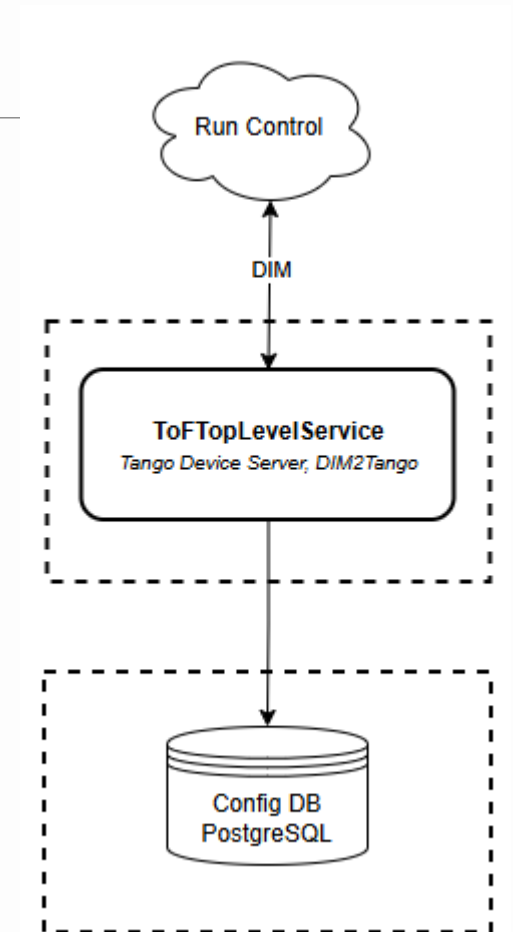 Run Control
DIM
ToFTopLevelService
Tango Device Server, DIM2Tango
Config DB
PostgreSQL